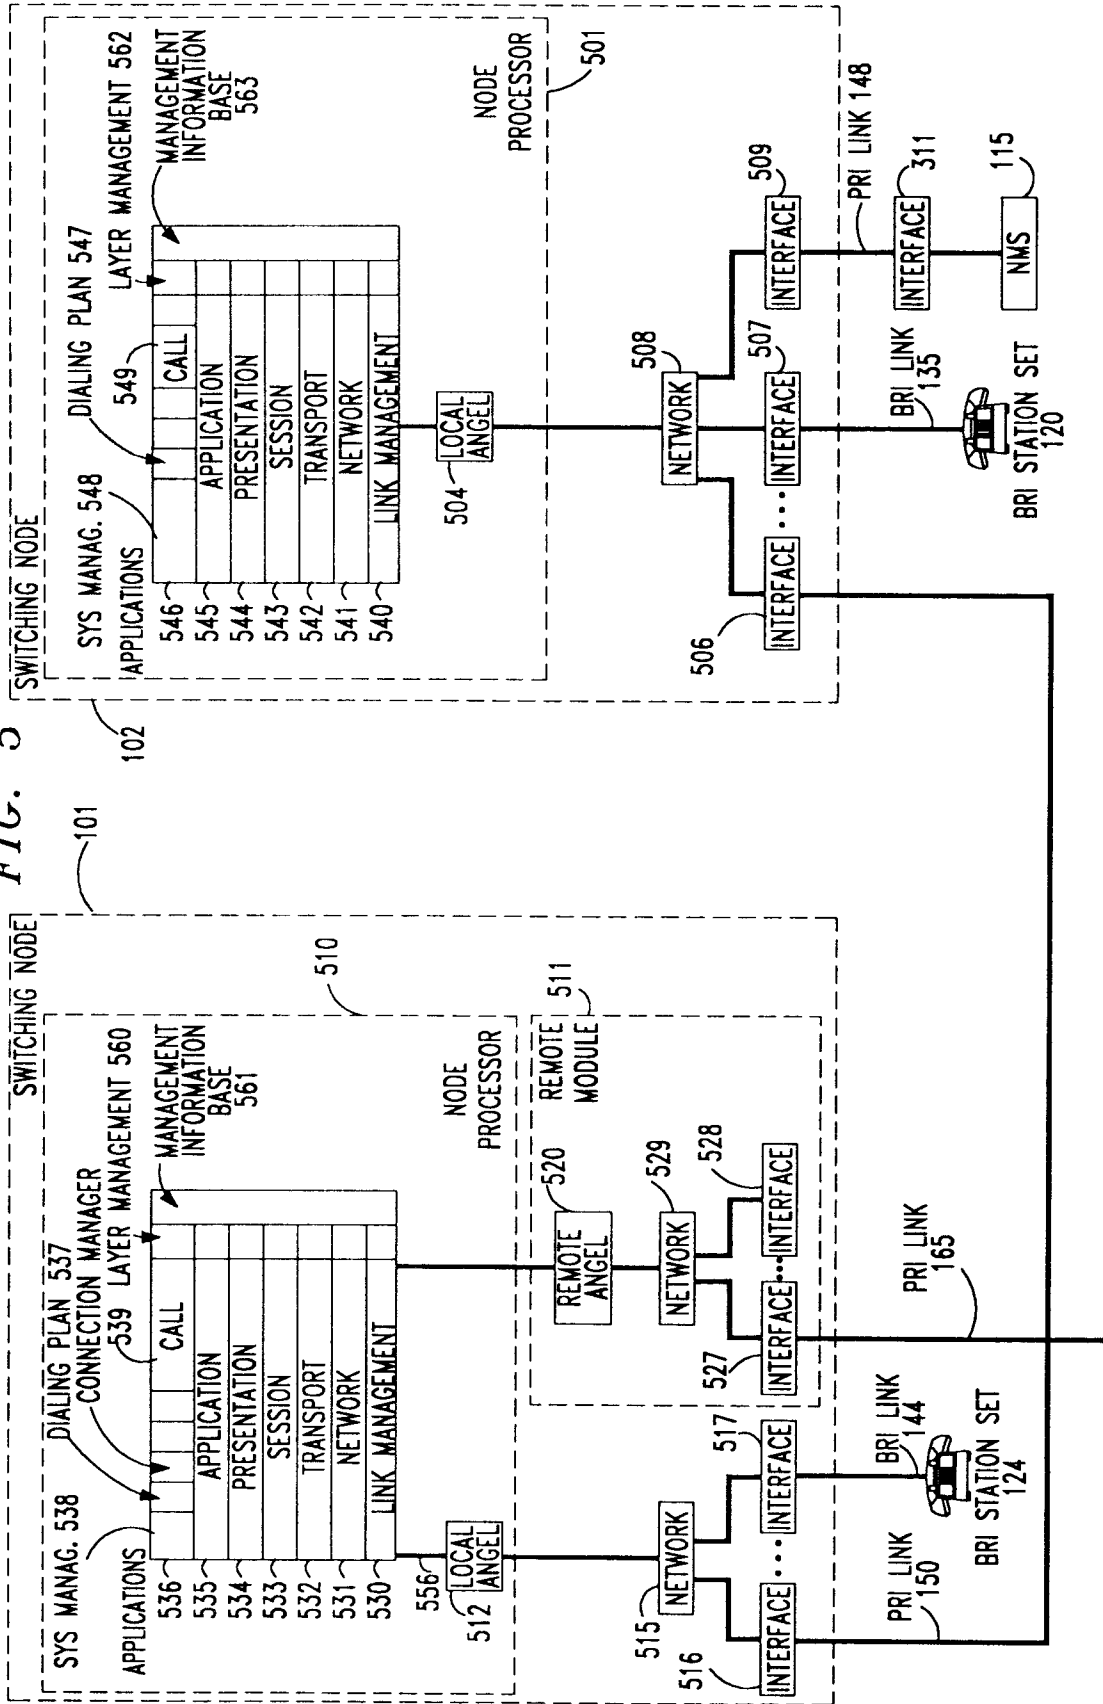 FIG. 5
SWITCHING NODE
101
SYS MANAG. 538
DIALING PLAN 537
CONNECTION MANAGER
539 LAYER MANAGEMENT 560
MANAGEMENT
INFORMATION
BASE
561
APPLICATIONS
536
CALL
535
APPLICATION
534
PRESENTATION
533
SESSION
532
TRANSPORT
531
NETWORK
530
LINK MANAGEMENT
NODE
PROCESSOR
510
556
LOCAL
ANGEL
512
REMOTE
MODULE
511
REMOTE
ANGEL
520
NETWORK
529
INTERFACE
527
INTERFACE
528
NETWORK
515
INTERFACE
516
INTERFACE
517
PRI LINK
150
BRI LINK
144
BRI STATION SET
124
PRI LINK
165
SWITCHING NODE
102
SYS MANAG. 548
DIALING PLAN 547
549
LAYER MANAGEMENT 562
MANAGEMENT
INFORMATION
BASE
563
APPLICATIONS
546
CALL
545
APPLICATION
544
PRESENTATION
543
SESSION
542
TRANSPORT
541
NETWORK
540
LINK MANAGEMENT
NODE
PROCESSOR
501
LOCAL
ANGEL
504
NETWORK
508
INTERFACE
506
INTERFACE
507
INTERFACE
509
PRI LINK 148
INTERFACE
311
NMS
115
BRI LINK
135
BRI STATION SET
120